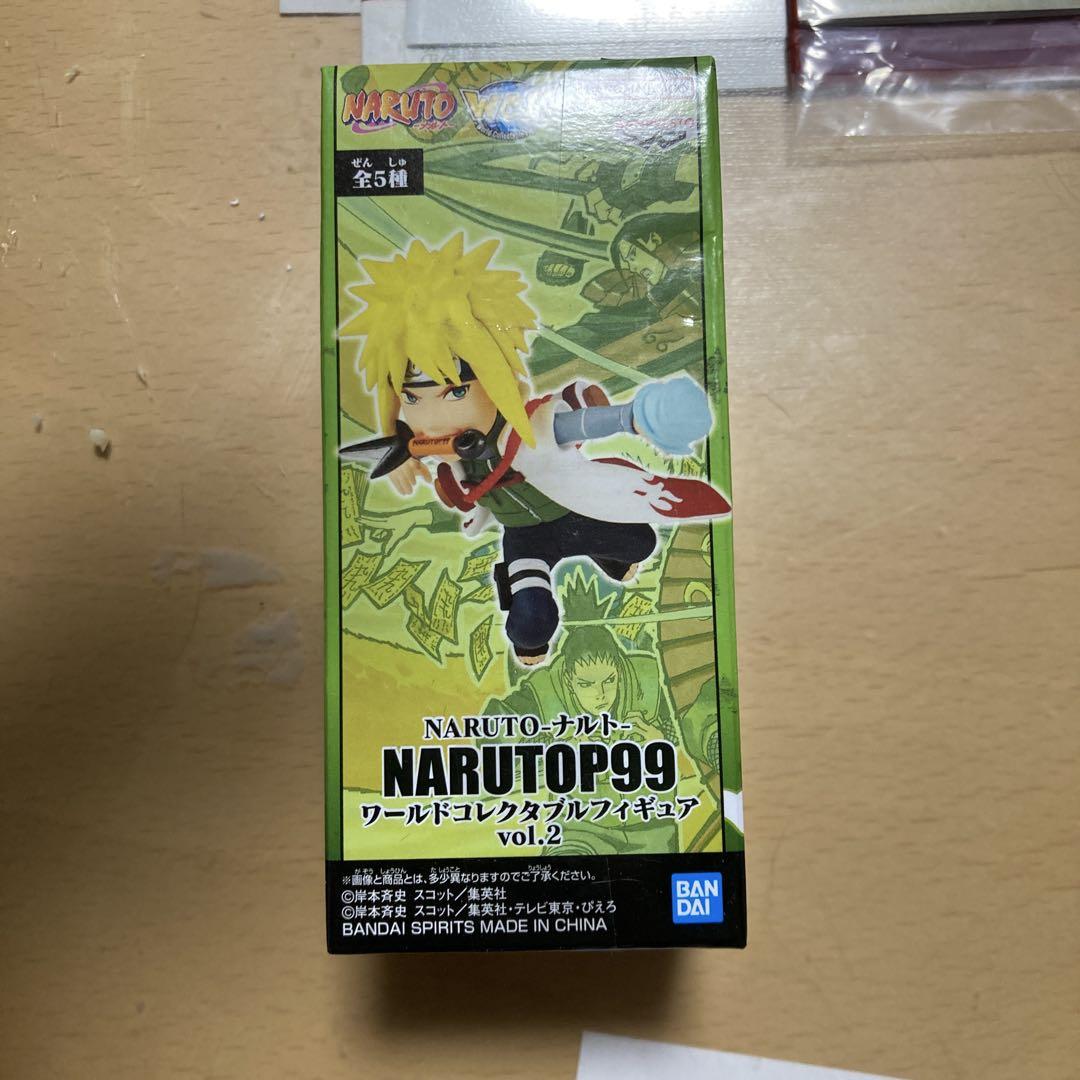 NARUTO
-ナルト-
ぜん しゅ
全5種
NARUTOP99
NARUTO-ナルト-
NARUTOP99
ワールドコレクタブルフィギュア
vol.2
がぞう しょうひん たしょうこと りょうしょう
※画像と商品とは、多少異なりますのでご了承ください。
©岸本斉史 スコット/集英社
©岸本斉史 スコット/集英社・テレビ東京・ぴえろ
BANDAI SPIRITS MADE IN CHINA
BAN
DAI